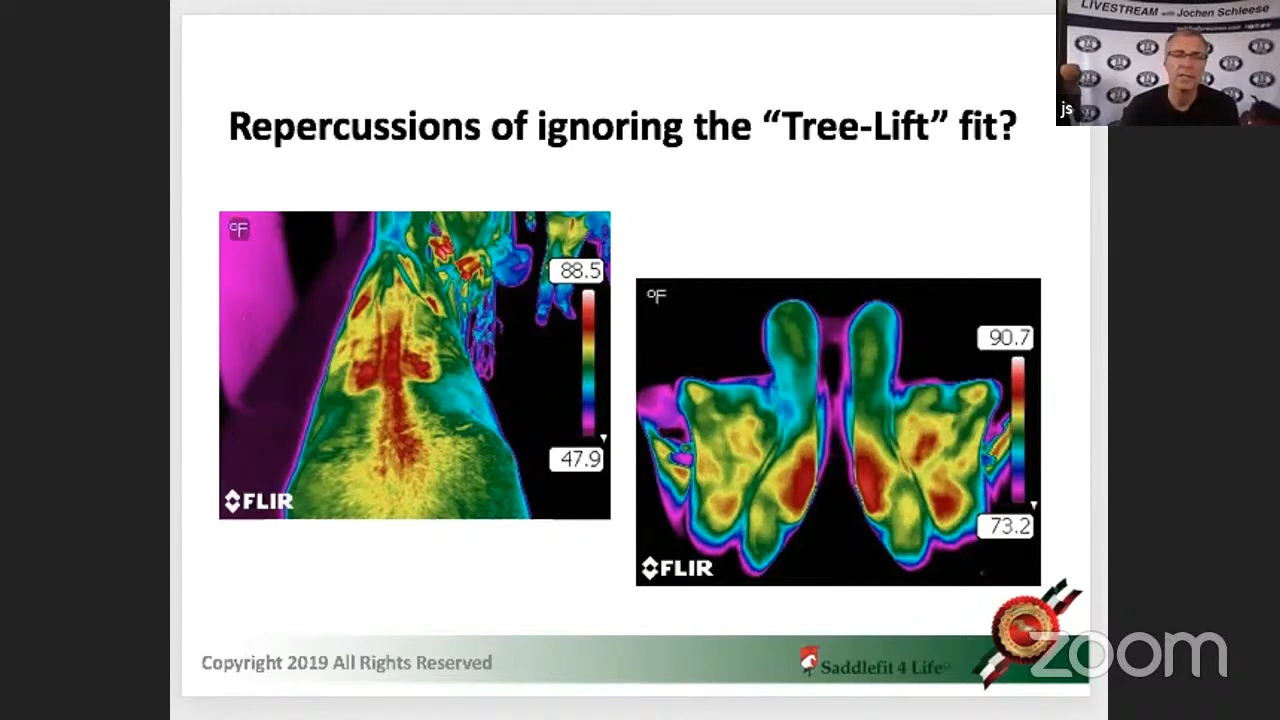 LIVESTREAM with Jochen Schleese
js
Repercussions of ignoring the “Tree-Lift” fit?
°F
88.5
47.9
FLIR
°F
90.7
73.2
FLIR
Copyright 2019 All Rights Reserved
Saddlefit 4 Life
zoom